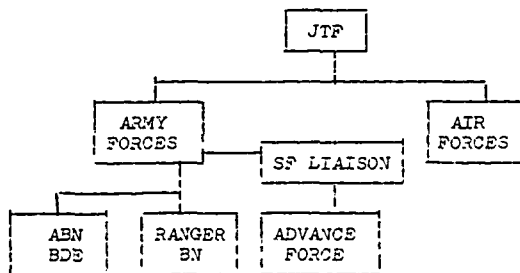 JTF
ARMY
FORCES
AIR
FORCES
SF LIAISON
ABN
BDE
RANGER
BN
ADVANCE
FORCE